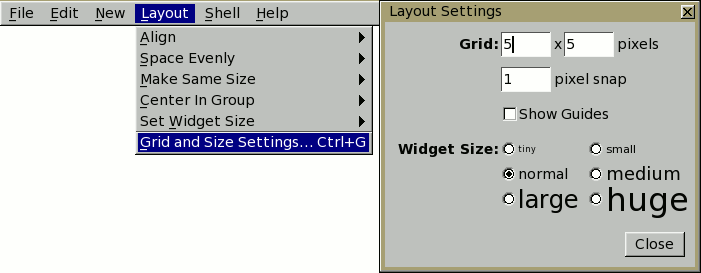 File Edit New Layout Shell Help
Align
Space Evenly
Make Same Size
Center In Group
Set Widget Size
Grid and Size Settings... Ctrl+G
Layout Settings
Grid: 5 x 5 pixels
1 pixel snap
Show Guides
Widget Size: tiny small
normal medium
large huge
Close